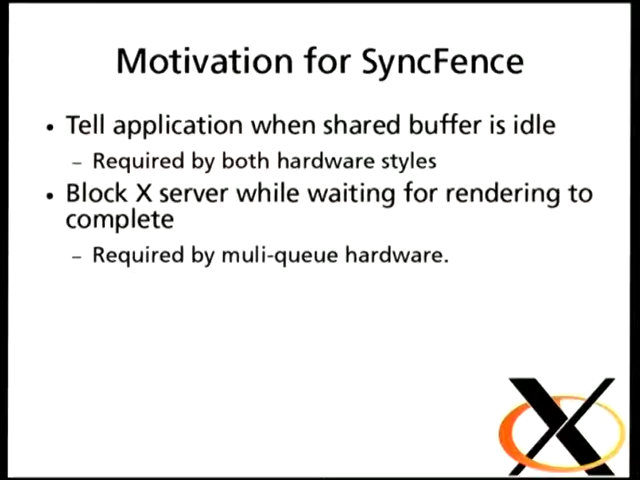 Motivation for SyncFence
• Tell application when shared buffer is idle
– Required by both hardware styles
• Block X server while waiting for rendering to
complete
– Required by muli-queue hardware.